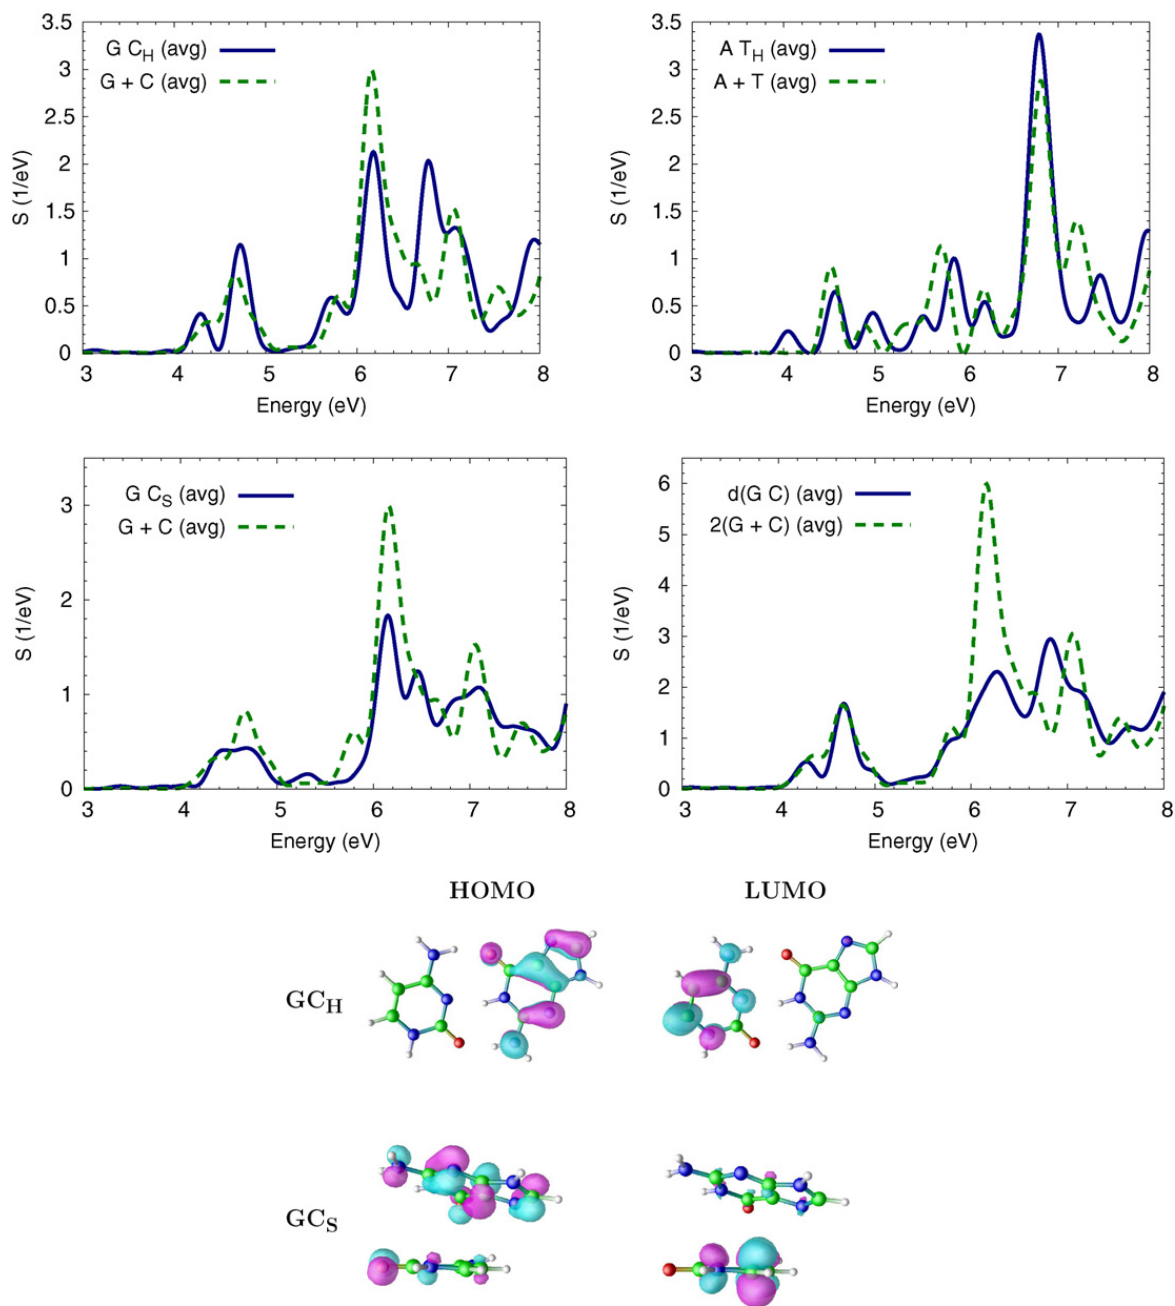 G C_H (avg)
G + C (avg)
S (1/eV)
3.5
3
2.5
2
1.5
1
0.5
0
3 4 5 6 7 8
Energy (eV)
A T_H (avg)
A + T (avg)
S (1/eV)
3.5
3
2.5
2
1.5
1
0.5
0
3 4 5 6 7 8
Energy (eV)
G C_S (avg)
G + C (avg)
S (1/eV)
3
2
1
0
3 4 5 6 7 8
Energy (eV)
d(G C) (avg)
2(G + C) (avg)
S (1/eV)
6
5
4
3
2
1
0
3 4 5 6 7 8
Energy (eV)
HOMO LUMO
GC_H
GC_S